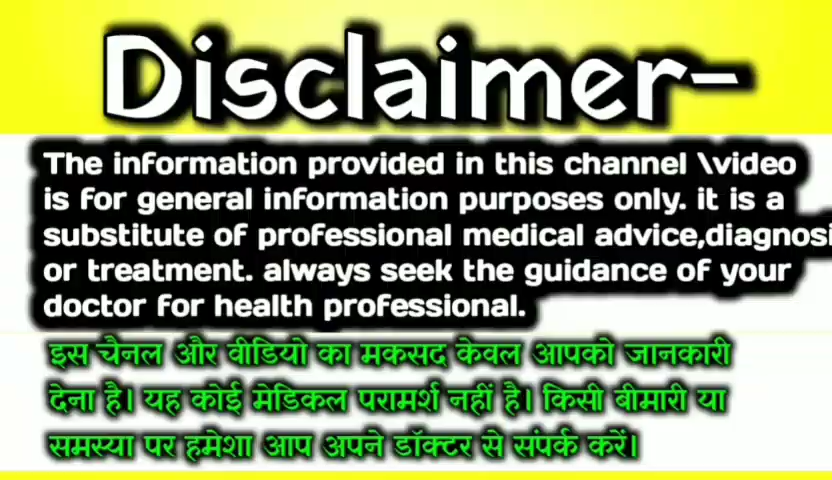 Disclaimer-
The information provided in this channel \video
is for general information purposes only. it is a
substitute of professional medical advice,diagnosi
or treatment. always seek the guidance of your
doctor for health professional.
इस चैनल और वीडियो का मकसद केवल आपको जानकारी
देना है। यह कोई मेडिकल परामर्श नहीं है। किसी बीमारी या
समस्या पर हमेशा आप अपने डॉक्टर से संपर्क करें।